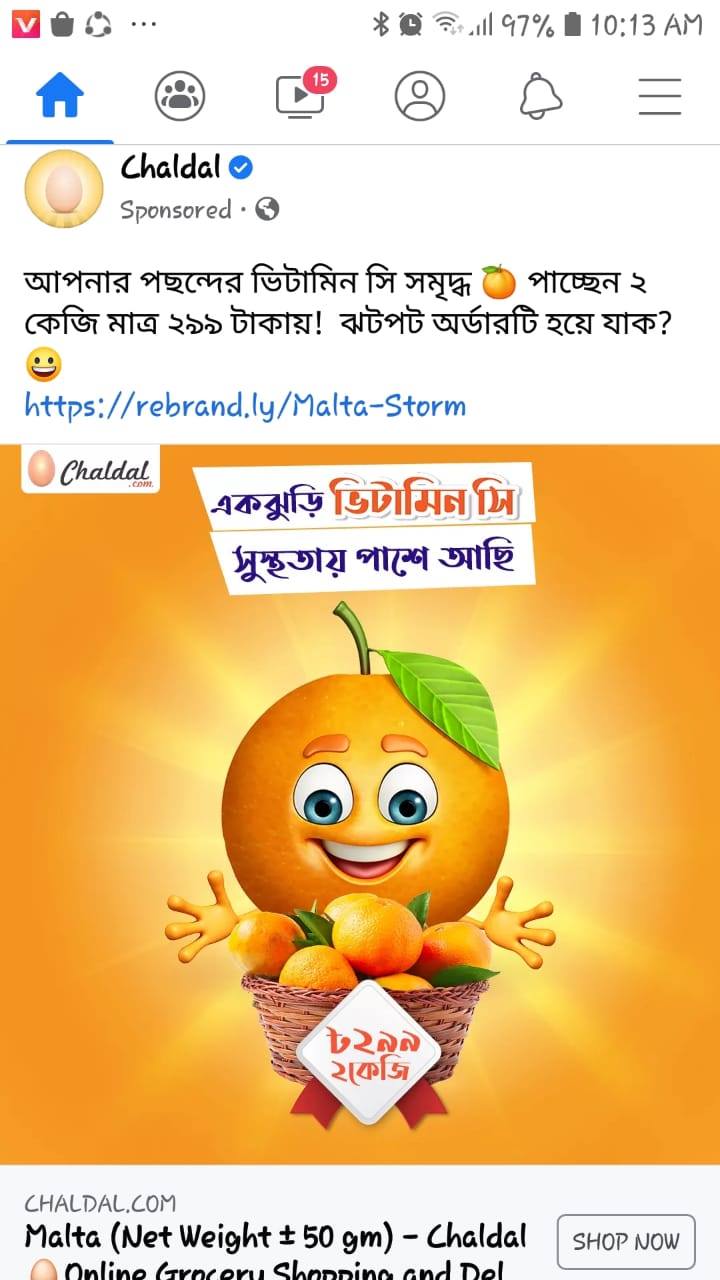 97% 10:13 AM
15
Chaldal
Sponsored ·
আপনার পছন্দের ভিটামিন সি সমৃদ্ধ 🍊 পাচ্ছেন ২
কেজি মাত্র ২৯৯ টাকায়! ঝটপট অর্ডারটি হয়ে যাক?
😀
https://rebrand.ly/Malta-Storm
Chaldal
.com
একঝুড়ি ভিটামিন সি
সুস্থতায় পাশে আছি
৳২৯৯
২কেজি
CHALDAL.COM
Malta (Net Weight ± 50 gm) – Chaldal
Online Grocery Shopping and Del
SHOP NOW